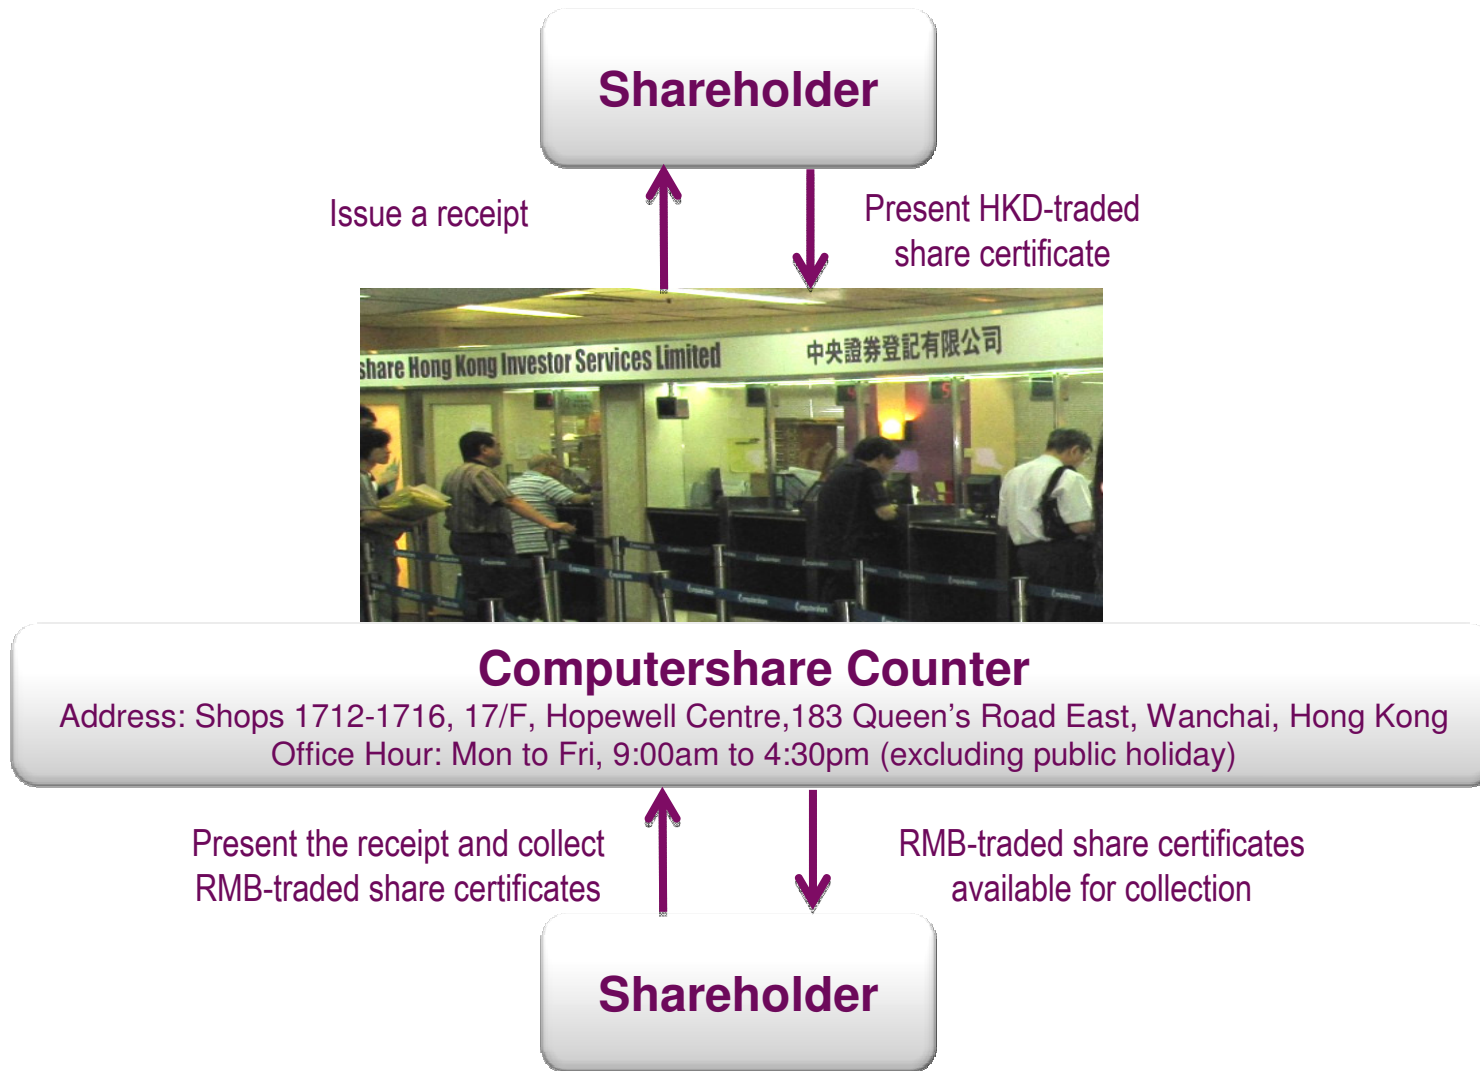 Shareholder
Issue a receipt
Present HKD-traded
share certificate
share Hong Kong Investor Services Limited
中央證券登記有限公司
Computershare Counter
Address: Shops 1712-1716, 17/F, Hopewell Centre,183 Queen's Road East, Wanchai, Hong Kong
Office Hour: Mon to Fri, 9:00am to 4:30pm (excluding public holiday)
Present the receipt and collect
RMB-traded share certificates
RMB-traded share certificates
available for collection
Shareholder